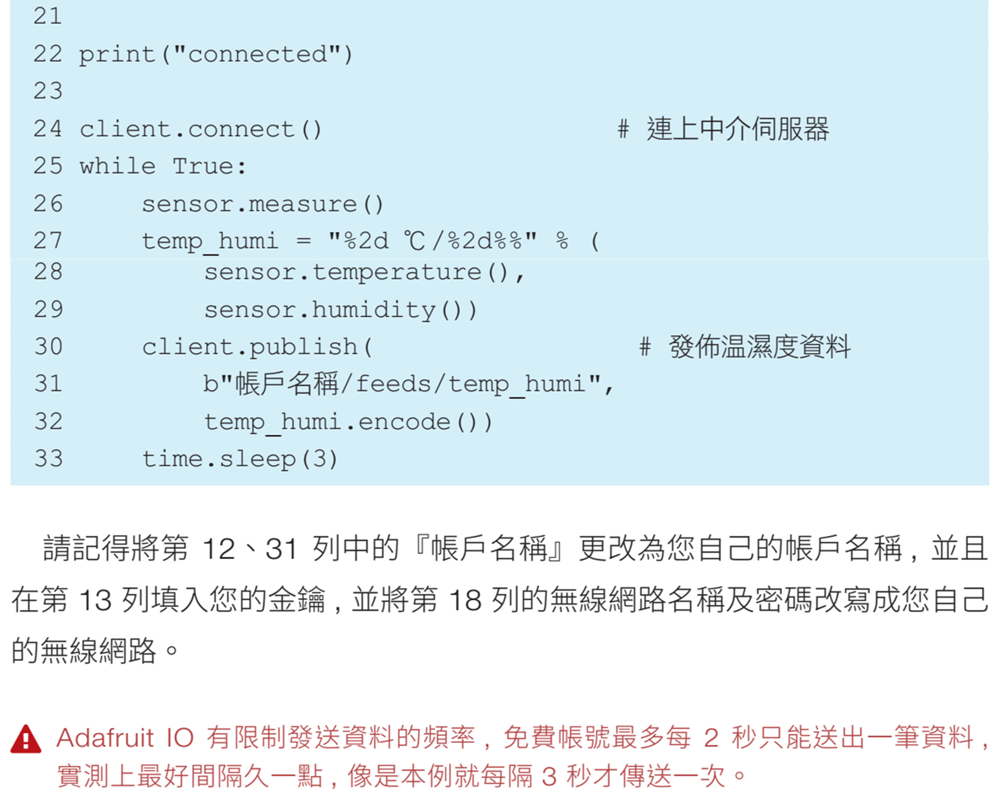 21
22 print("connected")
23
24 client.connect() # 連上中介伺服器
25 while True:
26     sensor.measure()
27     temp_humi = "%2d ℃/%2d%%" % (
28         sensor.temperature(),
29         sensor.humidity())
30     client.publish( # 發佈温濕度資料
31         b"帳戶名稱/feeds/temp_humi",
32         temp_humi.encode())
33     time.sleep(3)
請記得將第 12、31 列中的『帳戶名稱』更改為您自己的帳戶名稱，並且
在第 13 列填入您的金鑰，並將第 18 列的無線網路名稱及密碼改寫成您自己
的無線網路。
Adafruit IO 有限制發送資料的頻率，免費帳號最多每 2 秒只能送出一筆資料，
實測上最好間隔久一點，像是本例就每隔 3 秒才傳送一次。